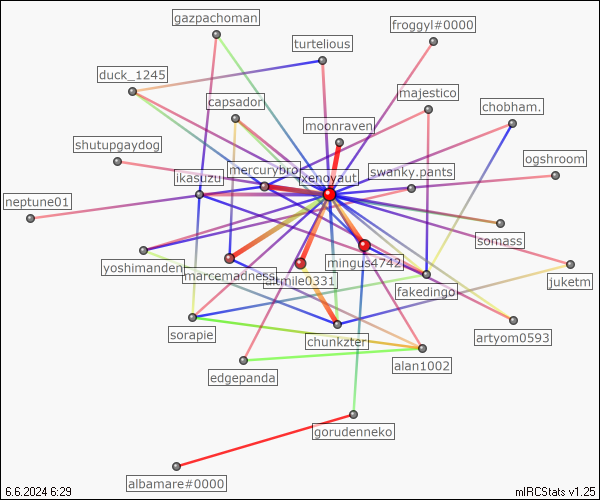 gazpachoman
froggyl#0000
turtelious
duck_1245
majestico
capsador
chobham.
moonraven
shutupgaydog
mercurybro
ogshroom
ikasuzu
xenoyaut
swanky.pants
neptune01
somass
yoshimanden
mingus4742
marcemadness
juketm
fakedingo
sorapie
artyom0593
chunkzter
alan1002
edgepanda
gorudenneko
albamare#0000
6.6.2024 6:29
mIRCStats v1.25